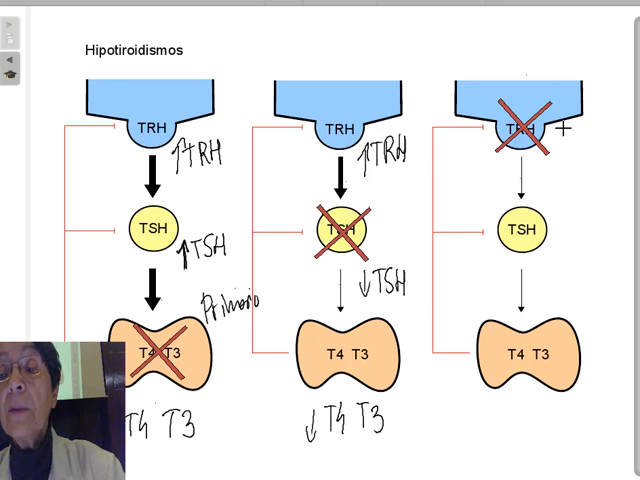 Hipotiroidismos
TRH TRH TRH +
↑TRH ↑TRH
TSH TSH TSH
↑TSH ↓TSH
Primario
T4 T3 T4 T3 T4 T3
T4 T3 ↓T4 T3